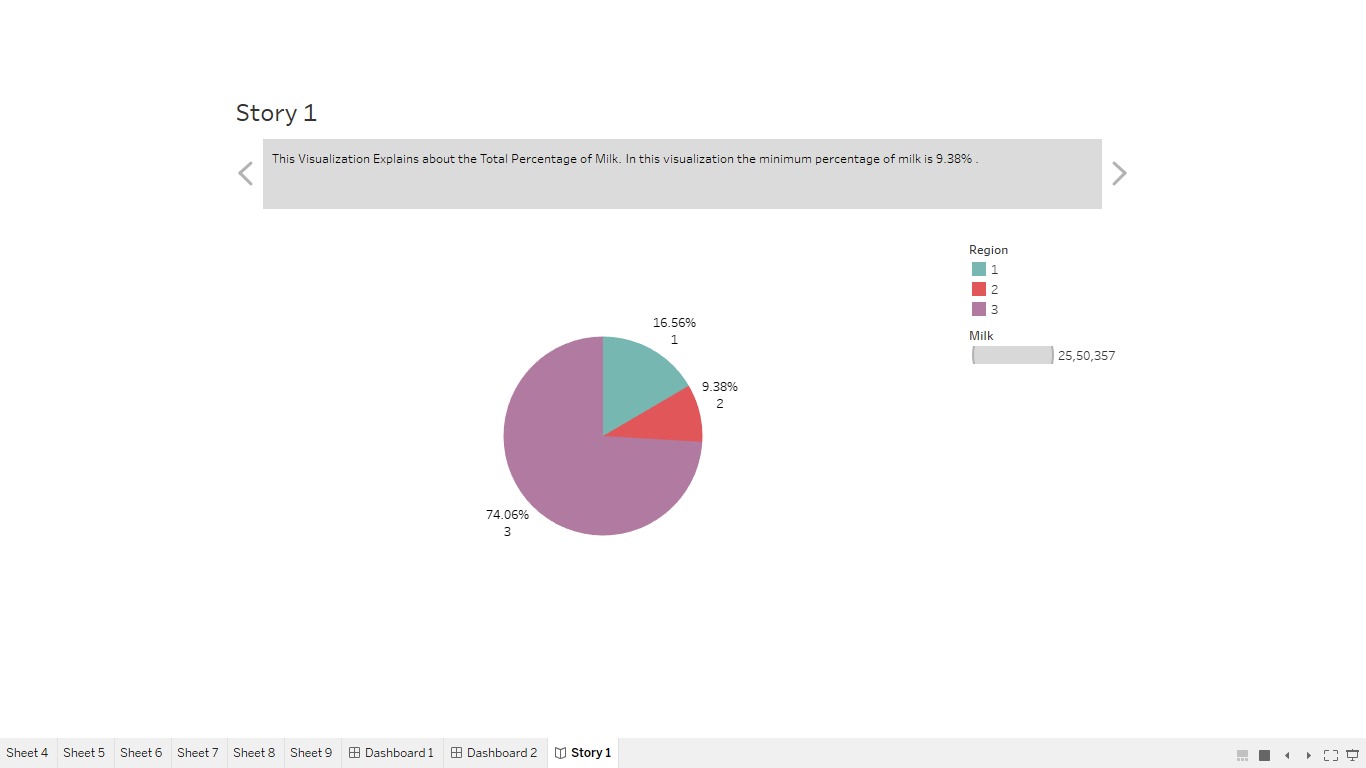 Story 1
This Visualization Explains about the Total Percentage of Milk. In this visualization the minimum percentage of milk is 9.38% .
Region
1
2
3
Milk
25,50,357
16.56%
1
9.38%
2
74.06%
3
Sheet 4 Sheet 5 Sheet 6 Sheet 7 Sheet 8 Sheet 9 Dashboard 1 Dashboard 2 Story 1